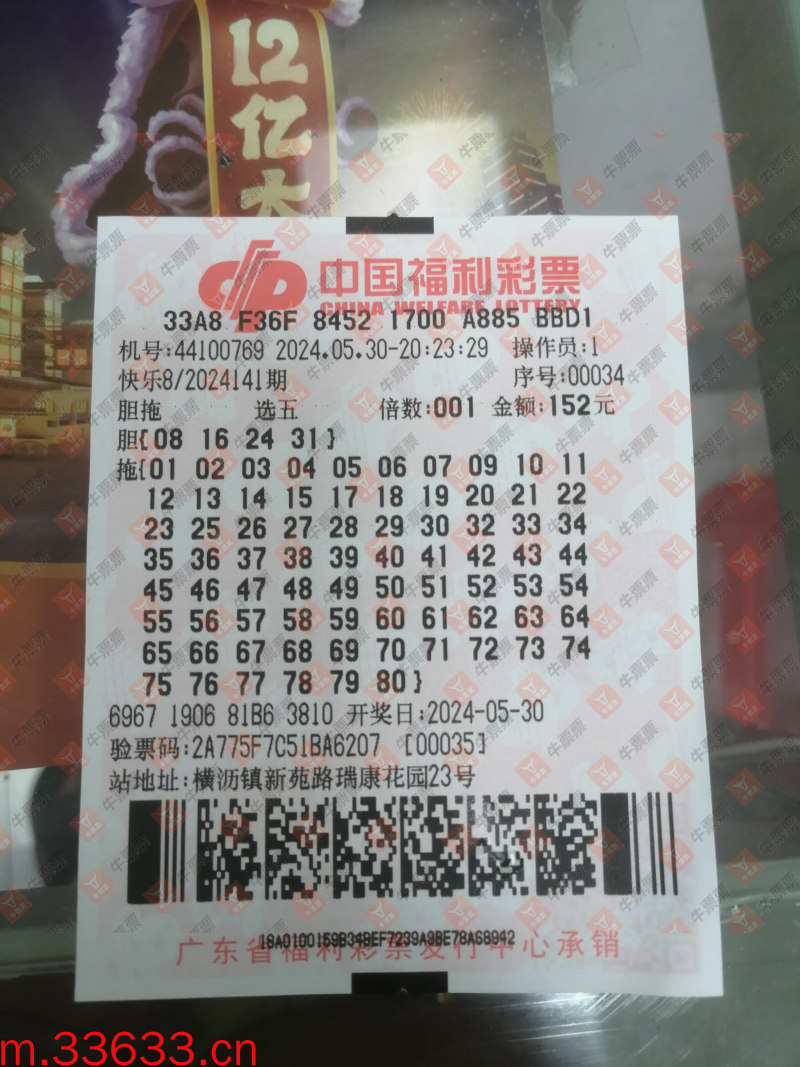 12
亿
大
中国福利彩票
CHINA WELFARE LOTTERY
33A8 F36F 8452 1700 A885 BBD1
机号:44100769 2024.05.30-20:23:29 操作员:1
快乐8/2024141期 序号:00034
胆拖 选五 倍数:001 金额:152元
胆{08 16 24 31}
拖{01 02 03 04 05 06 07 09 10 11
12 13 14 15 17 18 19 20 21 22
23 25 26 27 28 29 30 32 33 34
35 36 37 38 39 40 41 42 43 44
45 46 47 48 49 50 51 52 53 54
55 56 57 58 59 60 61 62 63 64
65 66 67 68 69 70 71 72 73 74
75 76 77 78 79 80}
6967 1906 81B6 3810 开奖日:2024-05-30
验票码:2A775F7C51BA6207 [00035]
站地址:横沥镇新苑路瑞康花园23号
18A0100159B34BEF7239A9BE78A68942
广东省福利彩票发行中心承销
牛票票
m.33633.cn